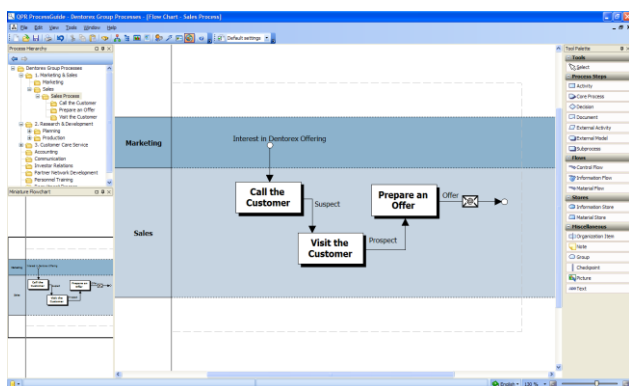 QPR ProcessGuide - Dentorex Group Processes - [Flow Chart - Sales Process]
File Edit View Tools Window Help
Default settings
Process Hierarchy
Dentorex Group Processes
1. Marketing & Sales
Marketing
Sales
Sales Process
Call the Customer
Prepare an Offer
Visit the Customer
2. Research & Development
Planning
Production
3. Customer Care Service
Accounting
Communication
Investor Relations
Partner Network Development
Personnel Training
Miniature Flowchart
Marketing
Interest in Dentorex Offering
Call the
Customer
Suspect
Prepare an
Offer
Offer
Sales
Visit the
Customer
Prospect
Tool Palette
Tools
Select
Process Steps
Activity
Core Process
Decision
Document
External Activity
External Model
Subprocess
Flows
Control Flow
Information Flow
Material Flow
Stores
Information Store
Material Store
Miscellaneous
Organization Item
Note
Group
Checkpoint
Picture
Text
English
130 %